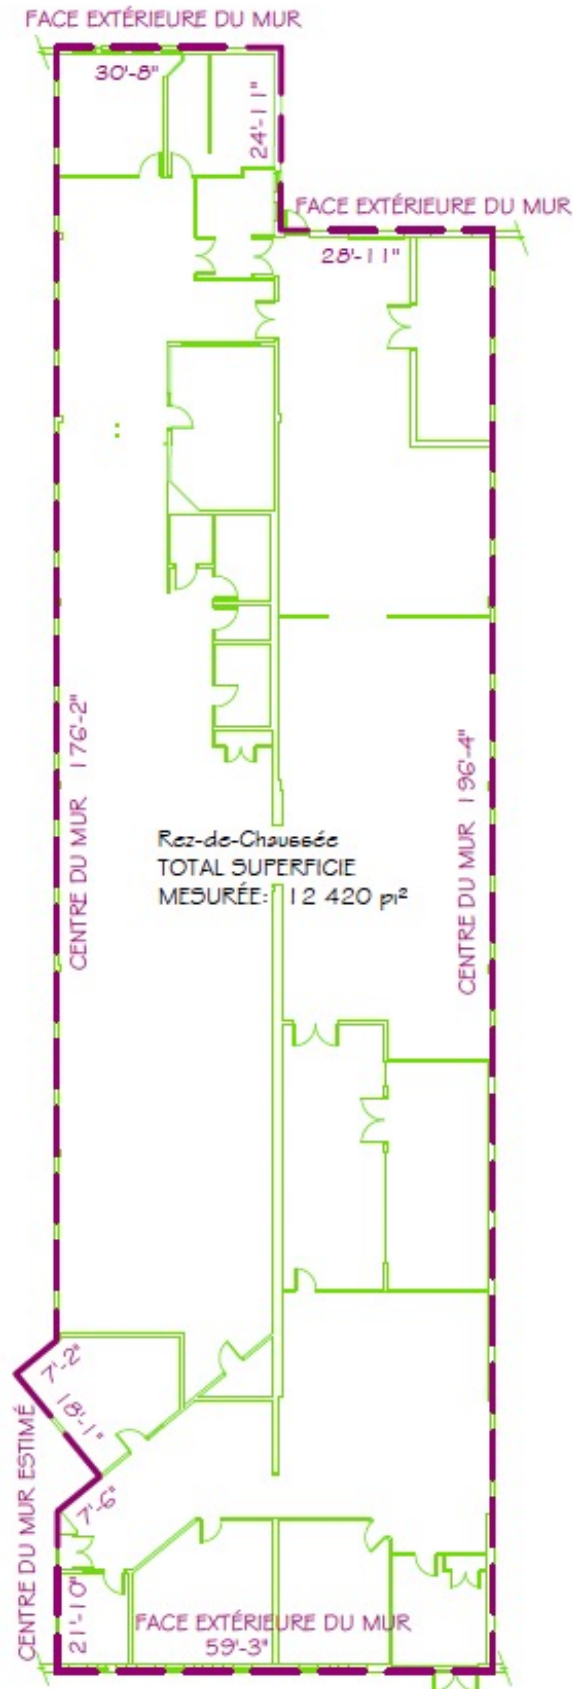 FACE EXTÉRIEURE DU MUR
30'-8"
24'-11"
FACE EXTÉRIEURE DU MUR
28'-11"
CENTRE DU MUR 176'-2"
CENTRE DU MUR 196'-4"
Rez-de-Chaussée
TOTAL SUPERFICIE
MESURÉE: 12 420 pi²
7'-2"
18'-1"
CENTRE DU MUR ESTIMÉ
7'-6"
21'-10"
FACE EXTÉRIEURE DU MUR
59'-3"